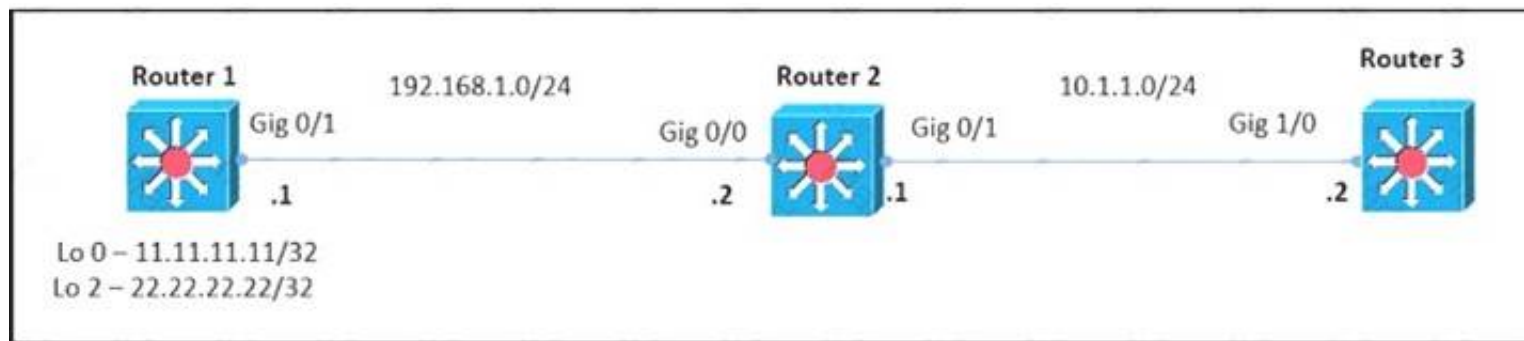 Router 1
192.168.1.0/24
Router 2
10.1.1.0/24
Router 3
Gig 0/1
Gig 0/0
Gig 0/1
Gig 1/0
.1
.2
.1
.2
Lo 0 – 11.11.11.11/32
Lo 2 – 22.22.22.22/32